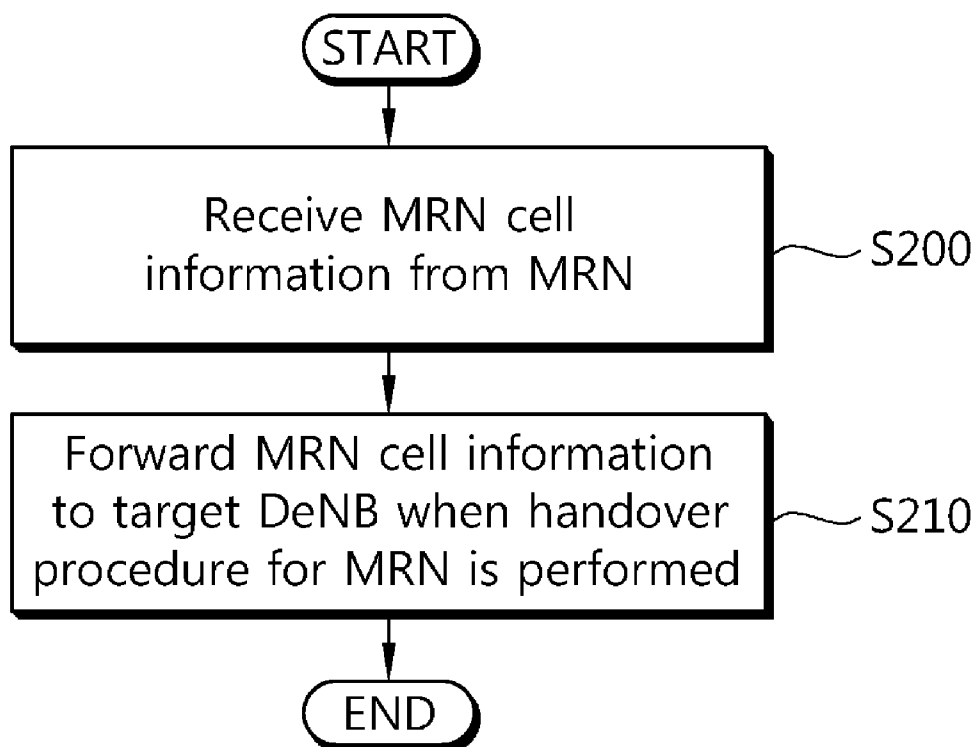 START
Receive MRN cell
information from MRN
S200
Forward MRN cell information
to target DeNB when handover
procedure for MRN is performed
S210
END